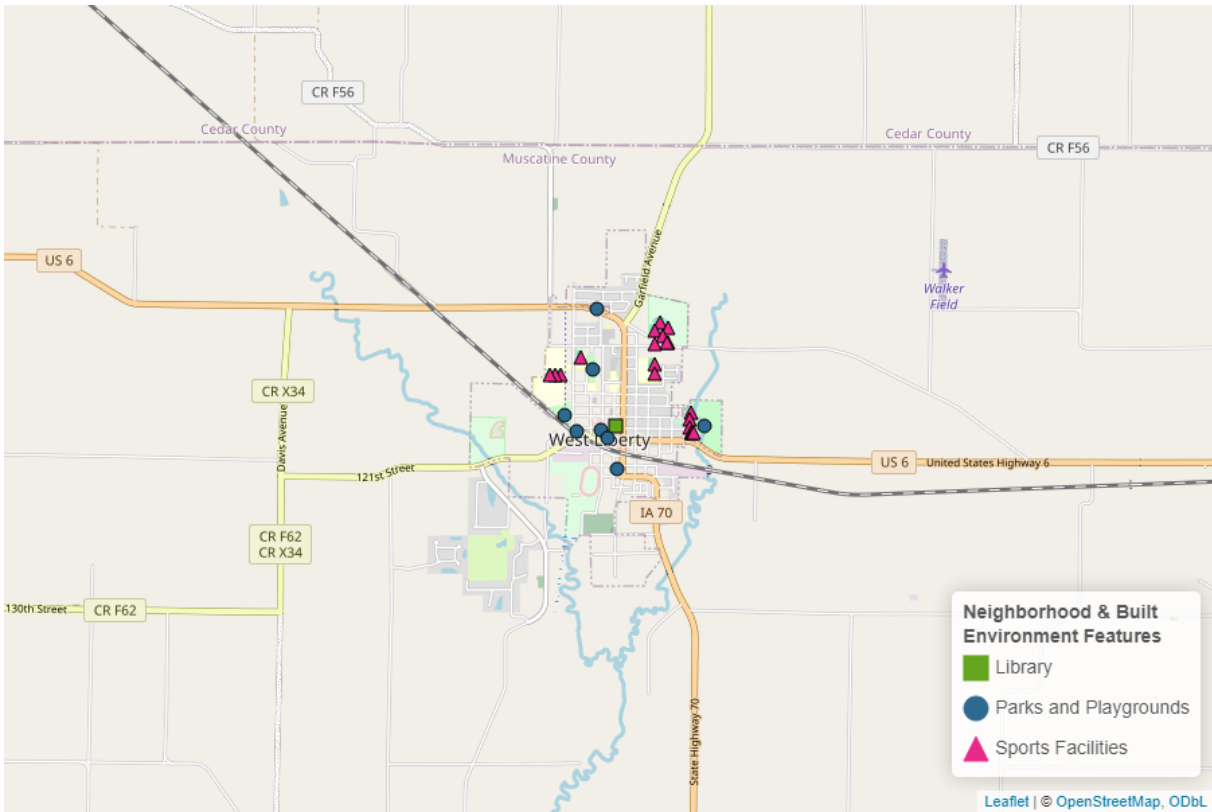 CR F56
Cedar County
Cedar County
CR F56
Muscatine County
Garfield Avenue
US 6
Walker
Field
CR X34
Davis Avenue
West Liberty
121st Street
US 6
United States Highway 6
IA 70
CR F62
CR X34
130th Street
CR F62
State Highway 70
Neighborhood & Built
Environment Features
Library
Parks and Playgrounds
Sports Facilities
Leaflet | © OpenStreetMap, ODbL